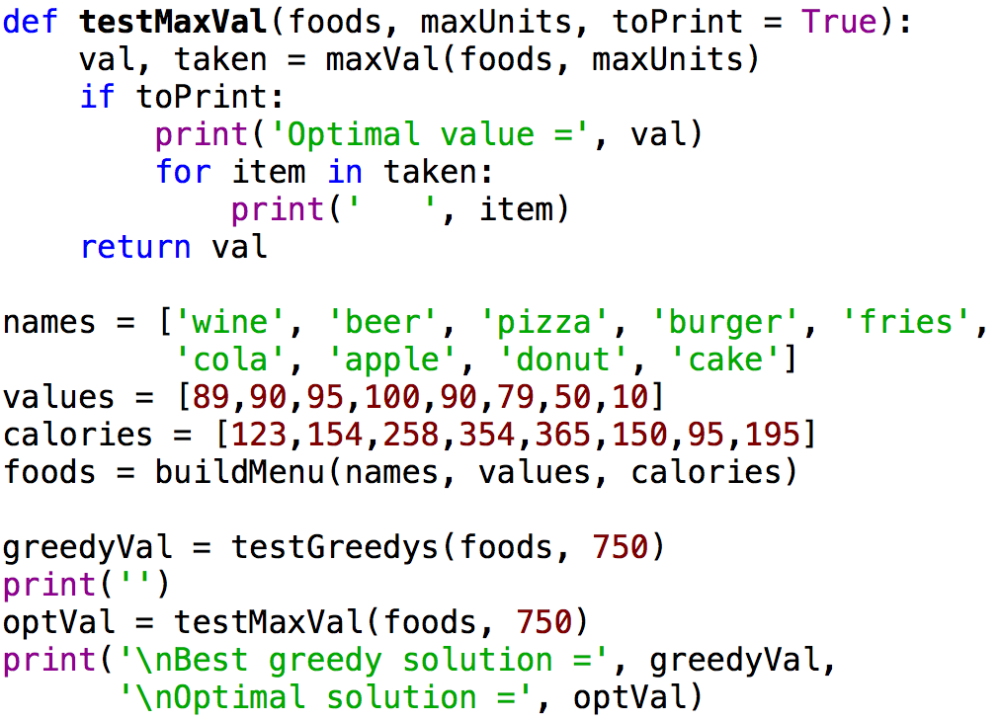 def testMaxVal(foods, maxUnits, toPrint = True):
    val, taken = maxVal(foods, maxUnits)
    if toPrint:
        print('Optimal value =', val)
        for item in taken:
            print('   ', item)
    return val

names = ['wine', 'beer', 'pizza', 'burger', 'fries',
         'cola', 'apple', 'donut', 'cake']
values = [89,90,95,100,90,79,50,10]
calories = [123,154,258,354,365,150,95,195]
foods = buildMenu(names, values, calories)

greedyVal = testGreedys(foods, 750)
print('')
optVal = testMaxVal(foods, 750)
print('\nBest greedy solution =', greedyVal,
      '\nOptimal solution =', optVal)